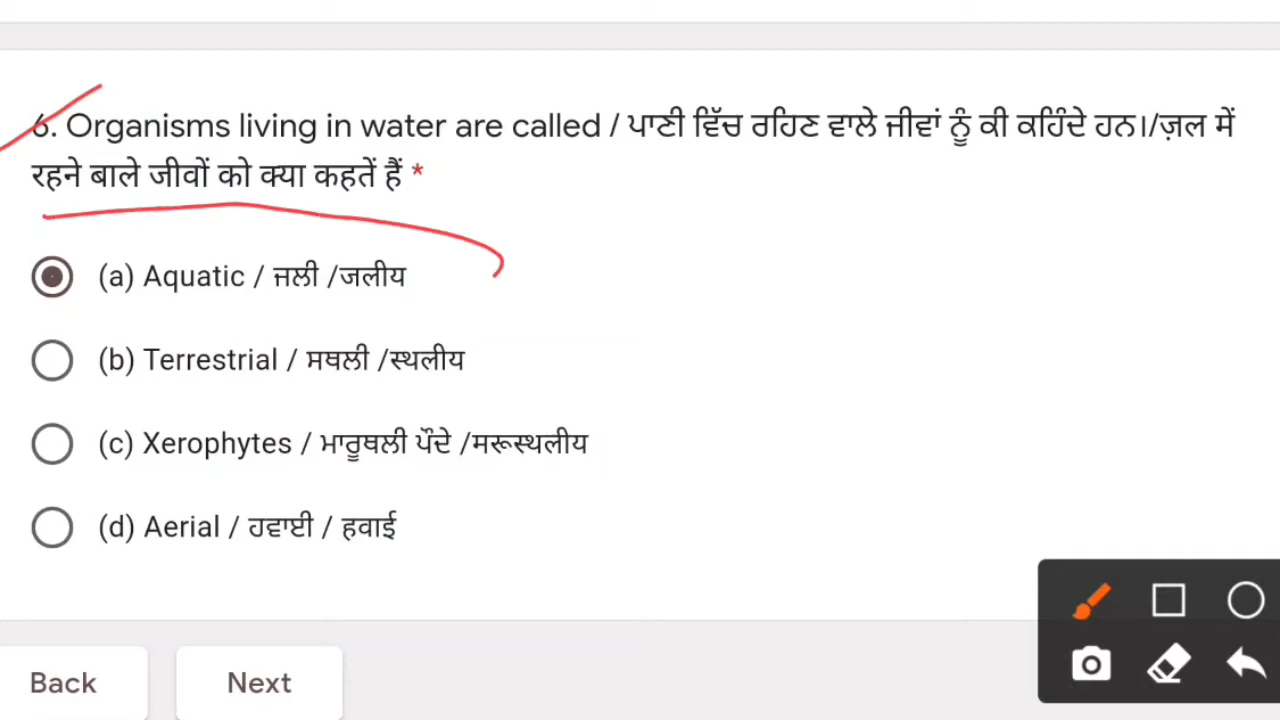 6. Organisms living in water are called / ਪਾਣੀ ਵਿੱਚ ਰਹਿਣ ਵਾਲੇ ਜੀਵਾਂ ਨੂੰ ਕੀ ਕਹਿੰਦੇ ਹਨ।/ज़ल में
रहने बाले जीवों को क्या कहतें हैं *
(a) Aquatic / ਜਲੀ /जलीय
(b) Terrestrial / ਸਥਲੀ /स्थलीय
(c) Xerophytes / ਮਾਰੂਥਲੀ ਪੌਦੇ /मरूस्थलीय
(d) Aerial / ਹਵਾਈ / हवाई
Back
Next